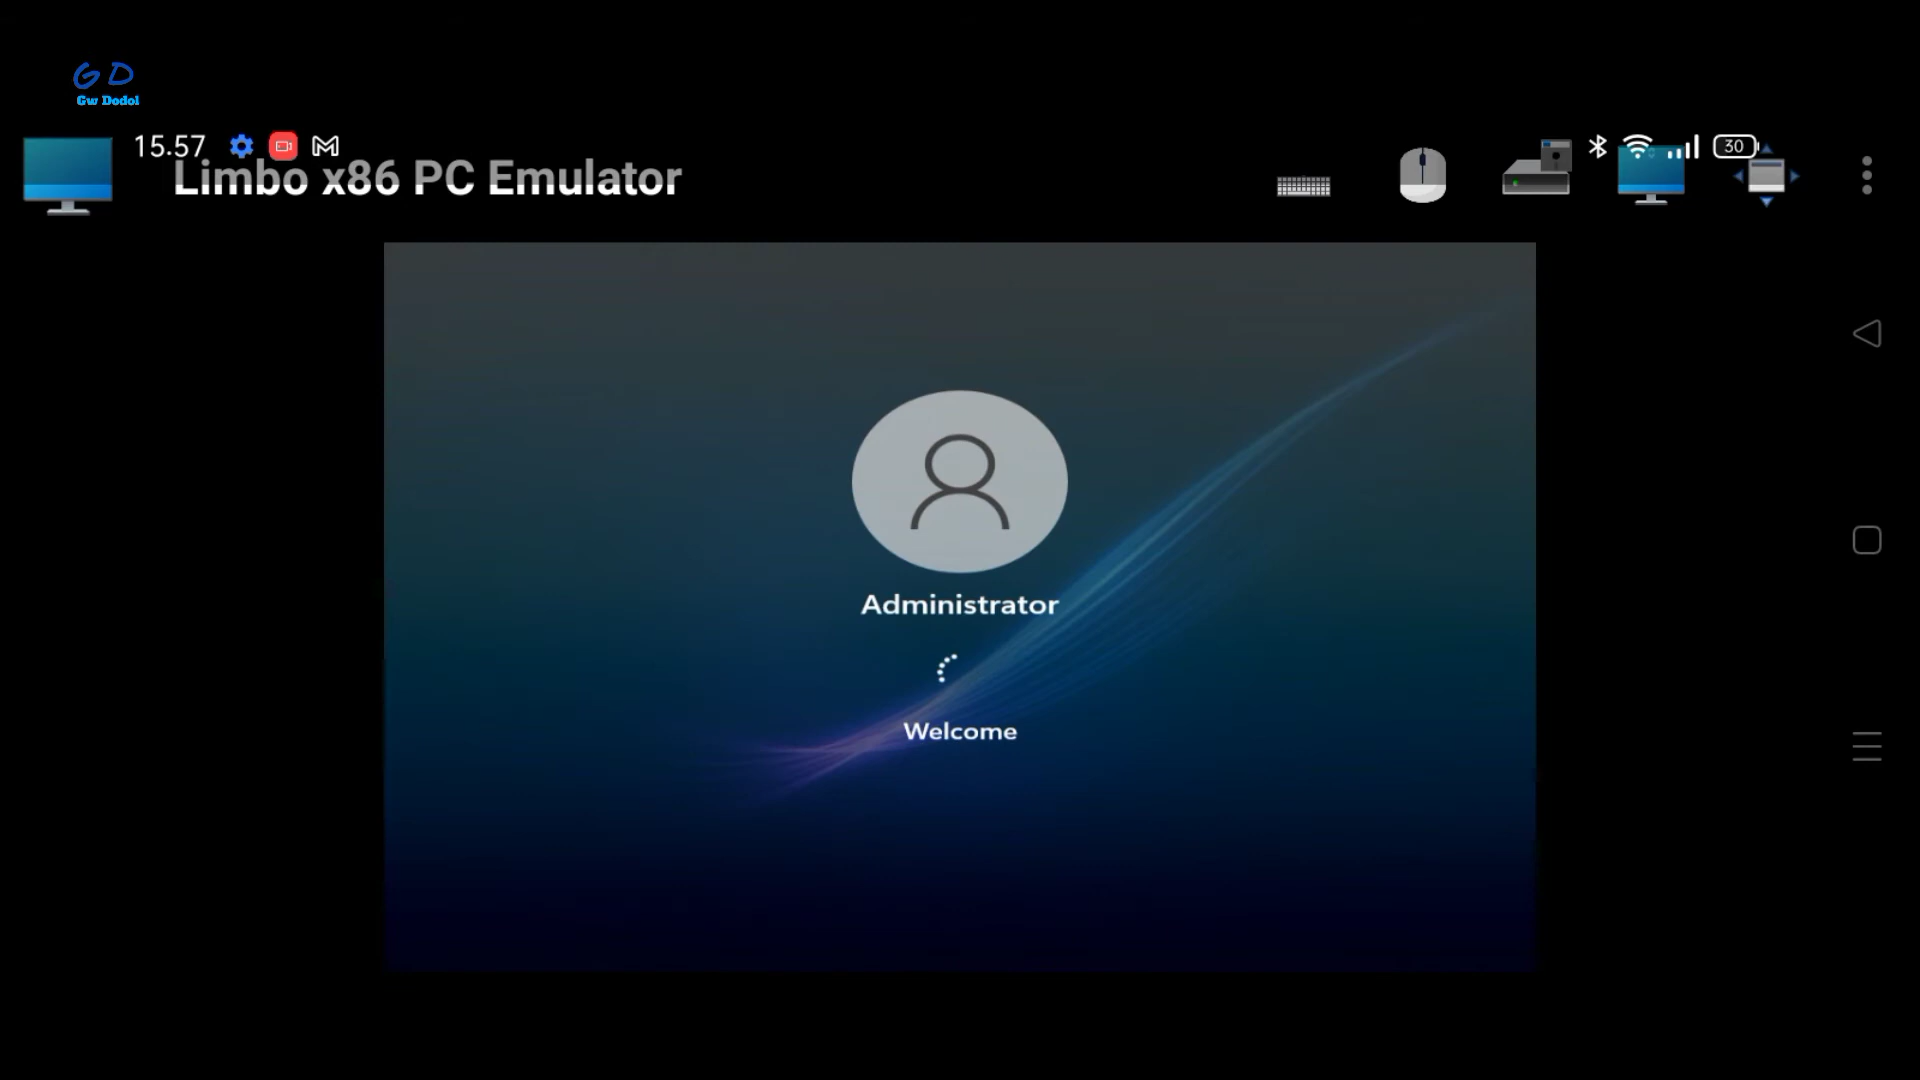 G D
Gw Dodol
15.57
30
Limbo x86 PC Emulator
Administrator
Welcome